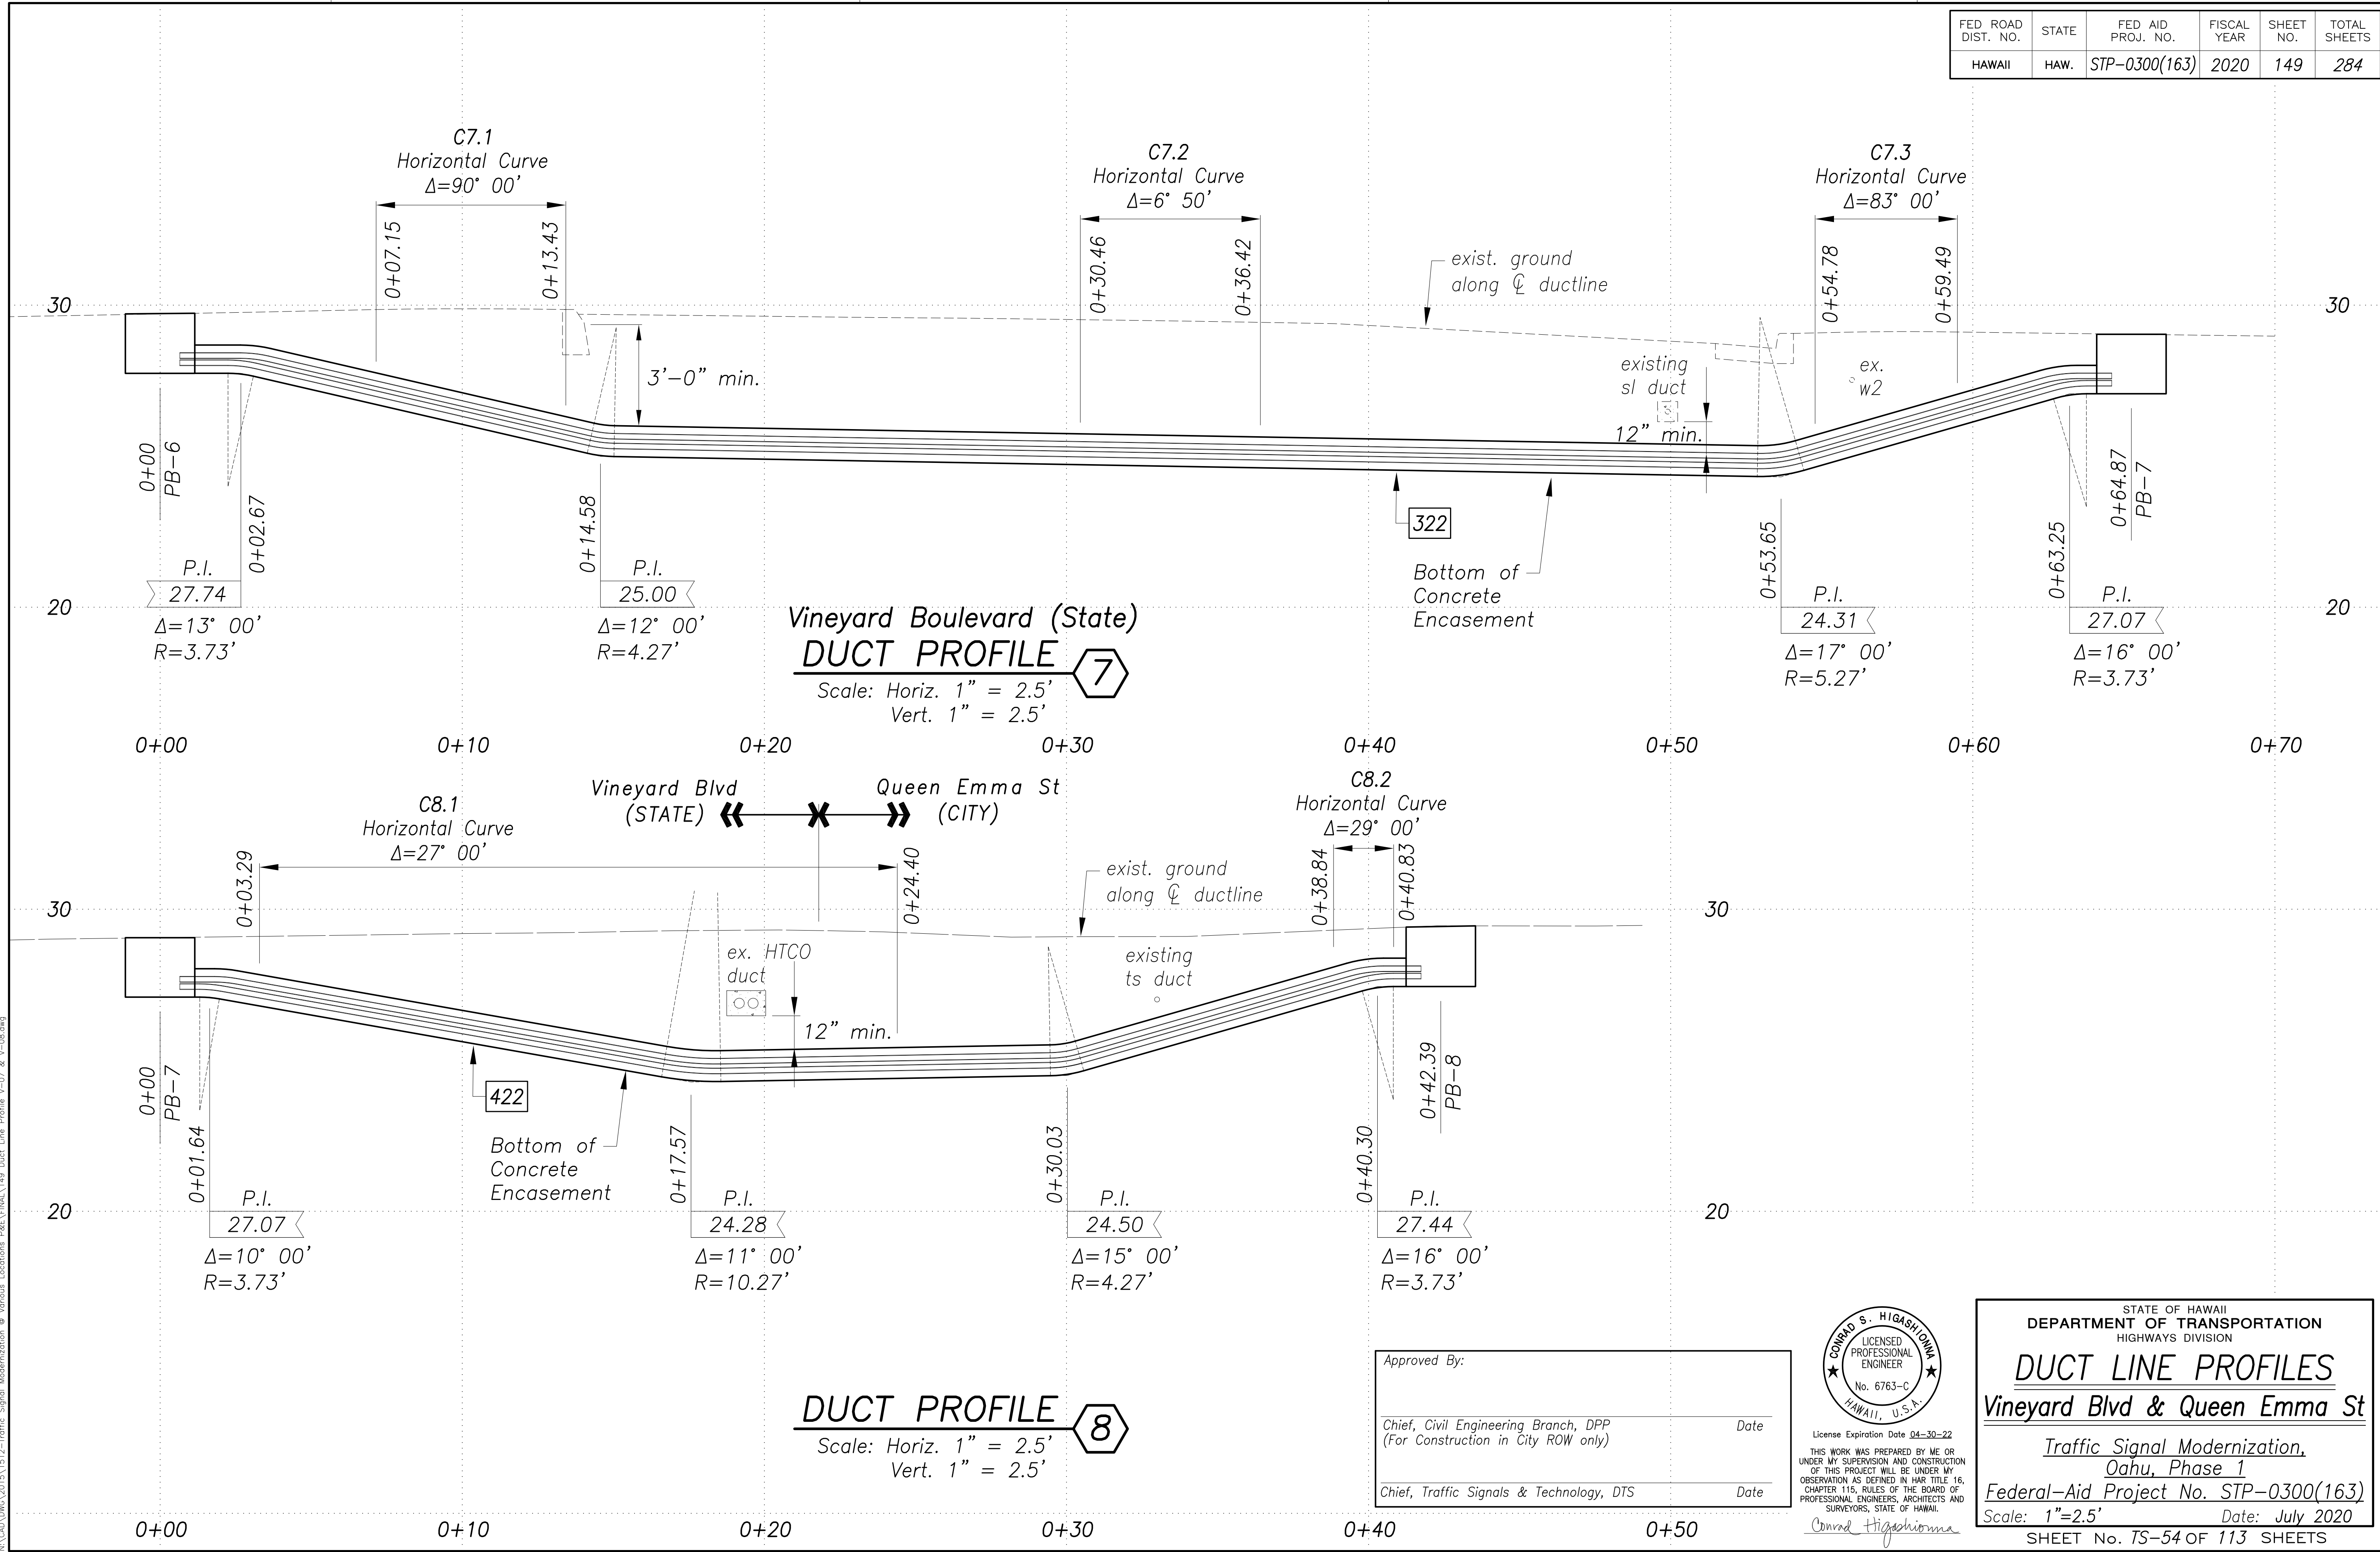 FED ROAD DIST. NO.
STATE
FED AID PROJ. NO.
FISCAL YEAR
SHEET NO.
TOTAL SHEETS
HAWAII
HAW.
STP-0300(163)
2020
149
284
C7.1
Horizontal Curve
Δ=90° 00'
0+07.15
0+13.43
C7.2
Horizontal Curve
Δ=6° 50'
0+30.46
0+36.42
C7.3
Horizontal Curve
Δ=83° 00'
0+54.78
0+59.49
exist. ground
along ℄ ductline
30
30
3'-0" min.
existing
sl duct
12" min.
ex.
w2
0+00
PB-6
0+02.67
P.I.
27.74
Δ=13° 00'
R=3.73'
0+14.58
P.I.
25.00
Δ=12° 00'
R=4.27'
322
Bottom of
Concrete
Encasement
0+53.65
P.I.
24.31
Δ=17° 00'
R=5.27'
0+63.25
P.I.
27.07
Δ=16° 00'
R=3.73'
0+64.87
PB-7
20
20
Vineyard Boulevard (State)
DUCT PROFILE
7
Scale: Horiz. 1" = 2.5'
Vert. 1" = 2.5'
0+00
0+10
0+20
0+30
0+40
0+50
0+60
0+70
C8.1
Horizontal Curve
Δ=27° 00'
0+03.29
0+24.40
Vineyard Blvd
(STATE)
Queen Emma St
(CITY)
C8.2
Horizontal Curve
Δ=29° 00'
0+38.84
0+40.83
exist. ground
along ℄ ductline
30
30
ex. HTCO
duct
12" min.
existing
ts duct
0+00
PB-7
0+01.64
P.I.
27.07
Δ=10° 00'
R=3.73'
422
Bottom of
Concrete
Encasement
0+17.57
P.I.
24.28
Δ=11° 00'
R=10.27'
0+30.03
P.I.
24.50
Δ=15° 00'
R=4.27'
0+40.30
P.I.
27.44
Δ=16° 00'
R=3.73'
0+42.39
PB-8
20
20
DUCT PROFILE
8
Scale: Horiz. 1" = 2.5'
Vert. 1" = 2.5'
0+00
0+10
0+20
0+30
0+40
0+50
Approved By:
Chief, Civil Engineering Branch, DPP Date
(For Construction in City ROW only)
Chief, Traffic Signals & Technology, DTS Date
CONRAD S. HIGASHIONNA
LICENSED
PROFESSIONAL
ENGINEER
No. 6763-C
HAWAII, U.S.A.
License Expiration Date 04-30-22
THIS WORK WAS PREPARED BY ME OR
UNDER MY SUPERVISION AND CONSTRUCTION
OF THIS PROJECT WILL BE UNDER MY
OBSERVATION AS DEFINED IN HAR TITLE 16,
CHAPTER 115, RULES OF THE BOARD OF
PROFESSIONAL ENGINEERS, ARCHITECTS AND
SURVEYORS, STATE OF HAWAII.
Conrad Higashionna
STATE OF HAWAII
DEPARTMENT OF TRANSPORTATION
HIGHWAYS DIVISION
DUCT LINE PROFILES
Vineyard Blvd & Queen Emma St
Traffic Signal Modernization,
Oahu, Phase 1
Federal-Aid Project No. STP-0300(163)
Scale: 1"=2.5' Date: July 2020
SHEET No. TS-54 OF 113 SHEETS
N:\CAD\DWG\2015\1512-Traffic Signal Modernization @ Various Locations P&E\FINAL\149 Duct Line Profile V-07 & V-08.dwg